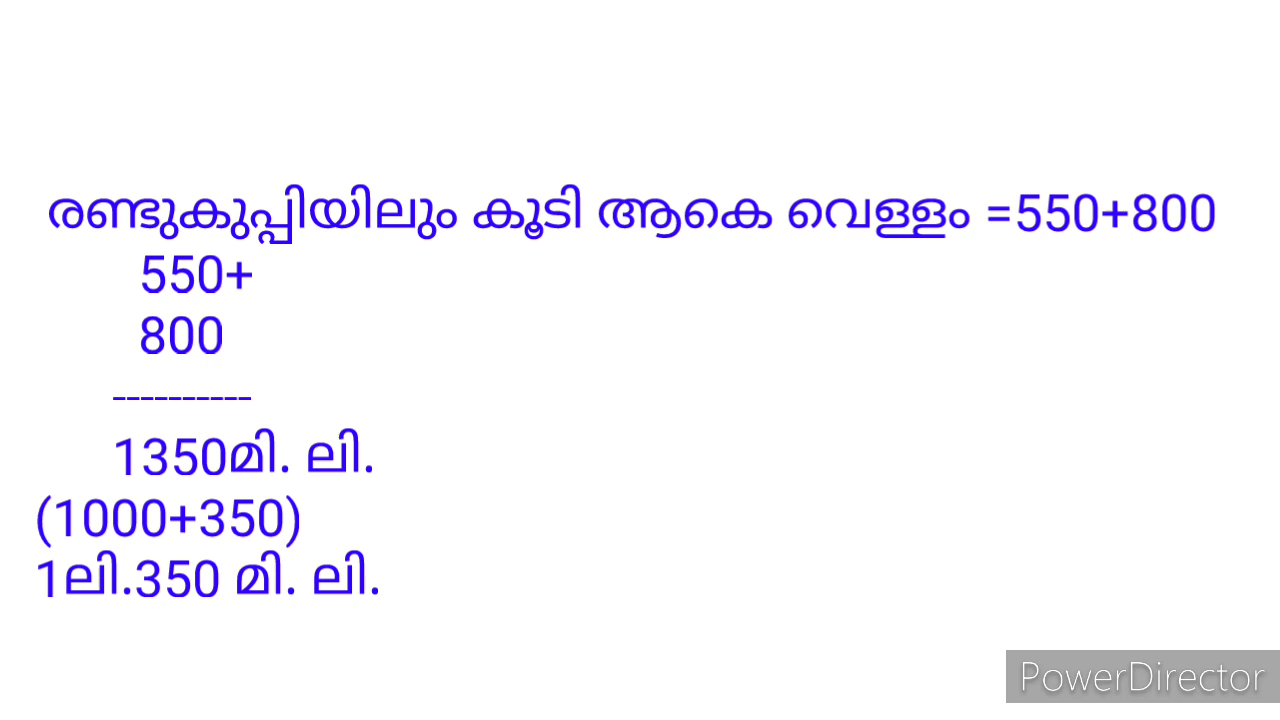 രണ്ടുകുപ്പിയിലും കൂടി ആകെ വെള്ളം =550+800
550+
800
----------
1350മി. ലി.
(1000+350)
1ലി.350 മി. ലി.
PowerDirector